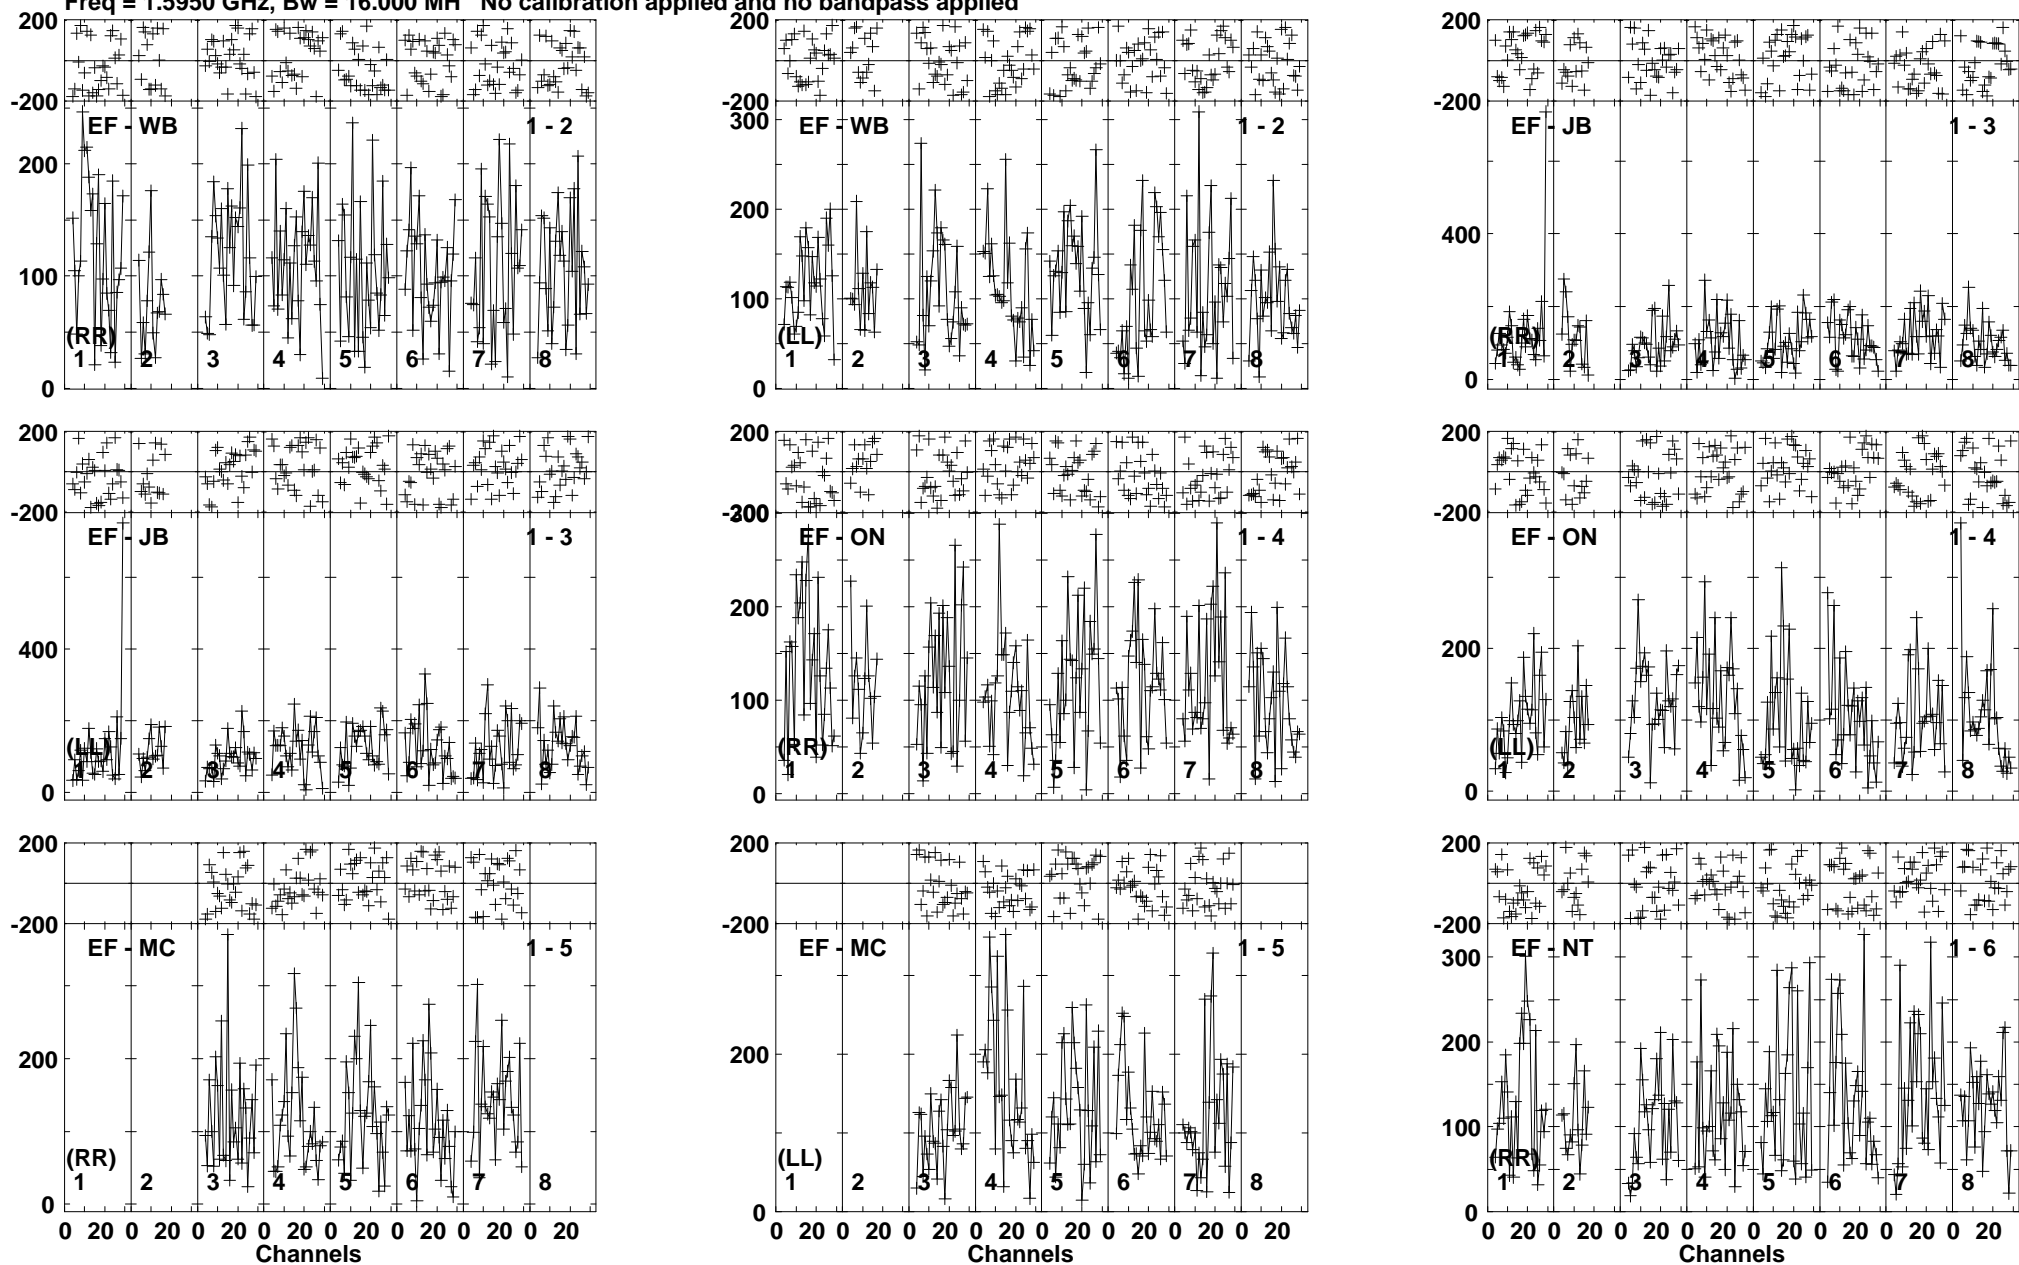 Freq = 1.5950 GHz, Bw = 16.000 MH No calibration applied and no bandpass applied
200 200 200
-200 -200 -200
EF - WB 1 - 2 EF - WB 1 - 2 EF - JB 1 - 3
200 100 0 300 200 100 0 400 0
(RR) (LL) (RR)
1 2 3 4 5 6 7 8 1 2 3 4 5 6 7 8 1 2 3 4 5 6 7 8
200 200 200
-200 -200 -200
EF - JB 1 - 3 EF - ON 1 - 4 EF - ON 1 - 4
400 0 300 200 100 0 200 0
(LL) (RR) (LL)
1 2 3 4 5 6 7 8 1 2 3 4 5 6 7 8 1 2 3 4 5 6 7 8
200 200 200
-200 -200 -200
EF - MC 1 - 5 EF - MC 1 - 5 EF - NT 1 - 6
200 0 200 0 300 200 100 0
(RR) (LL) (RR)
1 2 3 4 5 6 7 8 1 2 3 4 5 6 7 8 1 2 3 4 5 6 7 8
0 20 0 20 0 20 0 20 0 20 0 20 0 20 0 20 0 20 0 20 0 20 0 20 0 20 0 20 0 20 0 20 0 20 0 20 0 20 0 20 0 20 0 20 0 20 0 20
Channels Channels